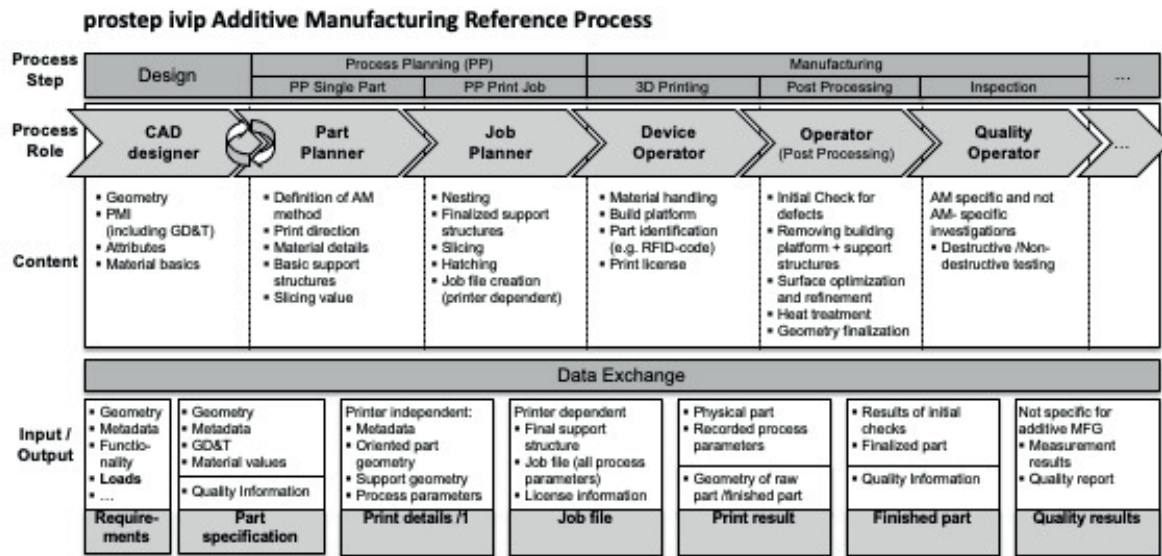 prostep ivip Additive Manufacturing Reference Process
Process
Step
Design
Process Planning (PP)
Manufacturing
...
PP Single Part
PP Print Job
3D Printing
Post Processing
Inspection
Process
Role
CAD
designer
Part
Planner
Job
Planner
Device
Operator
Operator
(Post Processing)
Quality
Operator
...
Content
▪ Geometry
▪ PMI
(including GD&T)
▪ Attributes
▪ Material basics
▪ Definition of AM
method
▪ Print direction
▪ Material details
▪ Basic support
structures
▪ Slicing value
▪ Nesting
▪ Finalized support
structures
▪ Slicing
▪ Hatching
▪ Job file creation
(printer dependent)
▪ Material handling
▪ Build platform
▪ Part identification
(e.g. RFID-code)
▪ Print license
▪ Initial Check for
defects
▪ Removing building
platform + support
structures
▪ Surface optimization
and refinement
▪ Heat treatment
▪ Geometry finalization
AM specific and not
AM- specific
investigations
▪ Destructive /Non-
destructive testing
Data Exchange
Input /
Output
▪ Geometry
▪ Metadata
▪ Functio-
nality
▪ Loads
▪ ...
Require-
ments
▪ Geometry
▪ Metadata
▪ GD&T
▪ Material values
▪ Quality Information
Part
specification
Printer independent:
▪ Metadata
▪ Oriented part
geometry
▪ Support geometry
▪ Process parameters
Print details /1
Printer dependent
▪ Final support
structure
▪ Job file (all process
parameters)
▪ License information
Job file
▪ Physical part
▪ Recorded process
parameters
▪ Geometry of raw
part /finished part
Print result
▪ Results of initial
checks
▪ Finalized part
▪ Quality Information
Finished part
Not specific for
additive MFG
▪ Measurement
results
▪ Quality report
Quality results